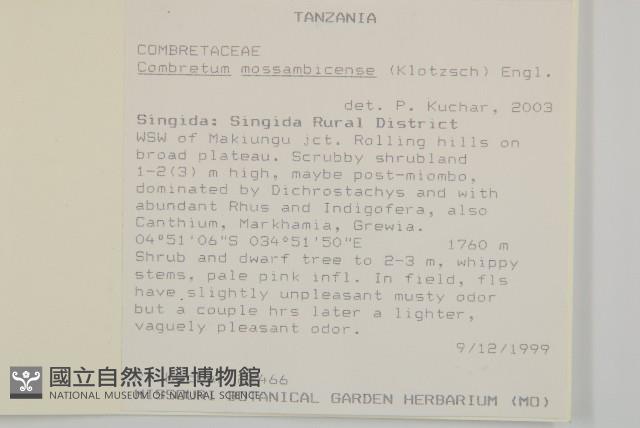 TANZANIA
COMBRETACEAE
Combretum mossambicense (Klotzsch) Engl.
det. P. Kuchar, 2003
Singida: Singida Rural District
WSW of Makiungu jct. Rolling hills on
broad plateau. Scrubby shrubland
1-2(3) m high, maybe post-miombo,
dominated by Dichrostachys and with
abundant Rhus and Indigofera, also
Canthium, Markhamia, Grewia.
04°51'06"S 034°51'50"E 1760 m
Shrub and dwarf tree to 2-3 m, whippy
stems, pale pink infl. In field, fls
have slightly unpleasant musty odor
but a couple hrs later a lighter,
vaguely pleasant odor.
9/12/1999
466
國立自然科學博物館
NATIONAL MUSEUM OF NATURAL SCIENCE
MISSOURI BOTANICAL GARDEN HERBARIUM (MO)